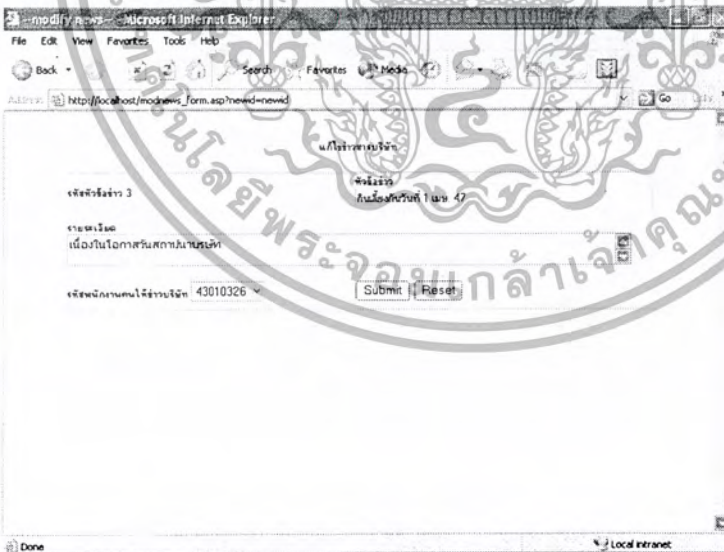 --modify news-- -Microsoft Internet Explorer
File Edit View Favorites Tools Help
Back Search Favorites Media
Address http://localhost/modnews_form.asp?newid=newid Go
แก้ไขข่าวสารบริษัท
รหัสหัวข้อข่าว 3
หัวข้อข่าว
กินเลี้ยงกันวันที่ 1 เมษ 47
รายละเอียด
เนื่องในโอกาสวันสถาปนาบริษัท
รหัสพนักงานคนให้ข่าวบริษัท 43010326 Submit Reset
Done Local intranet